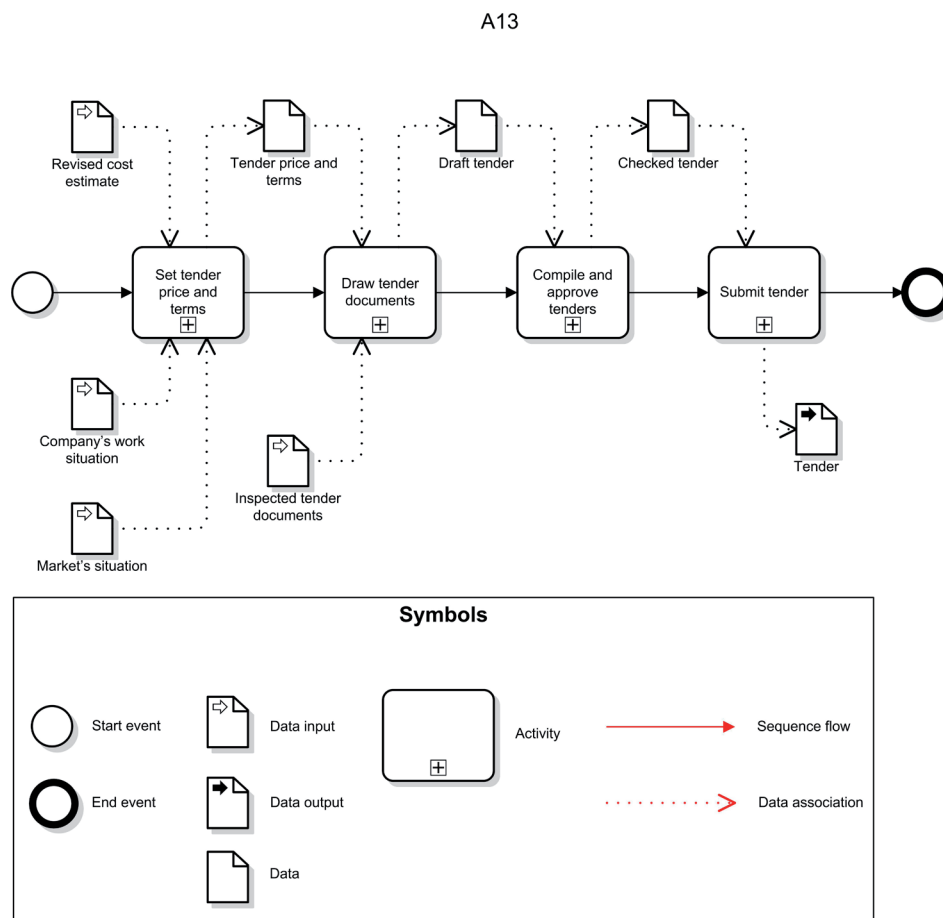 A13
Revised cost
estimate
Tender price and
terms
Draft tender
Checked tender
Set tender
price and
terms
Draw tender
documents
Compile and
approve
tenders
Submit tender
Company's work
situation
Inspected tender
documents
Tender
Market's situation
Symbols
Start event
Data input
Activity
Sequence flow
End event
Data output
Data association
Data